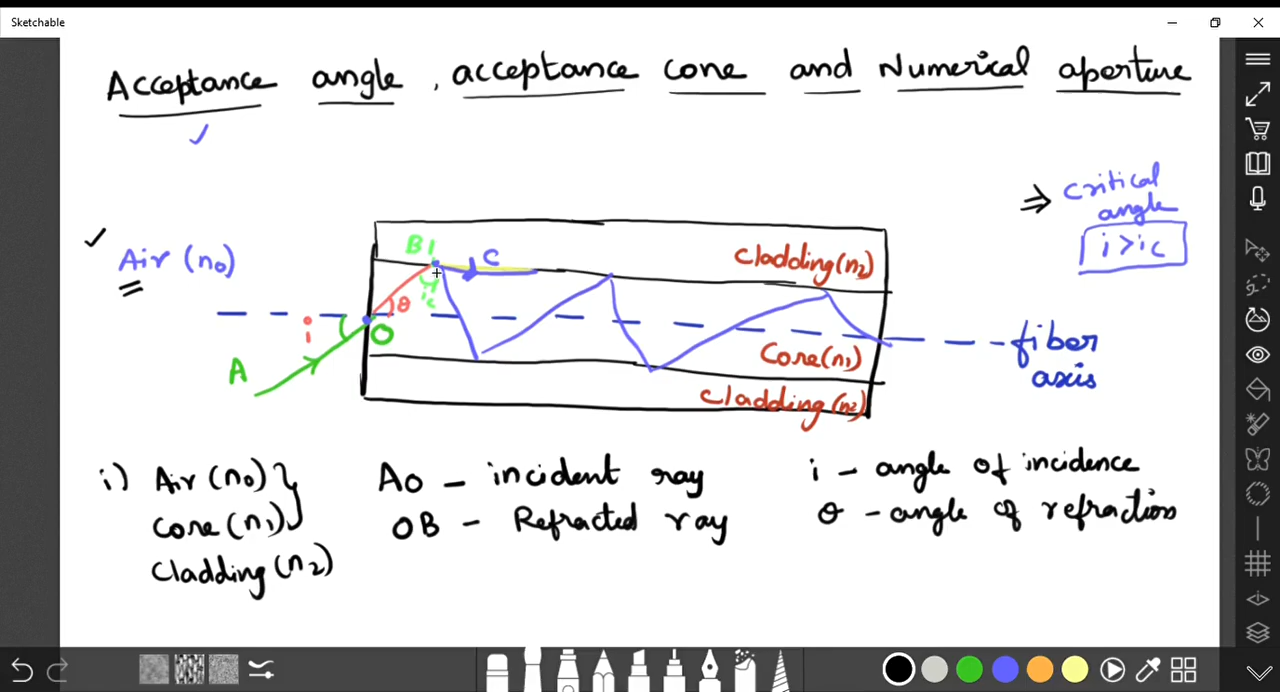 Sketchable
Acceptance angle, acceptance cone and Numerical aperture
⇒ critical
angle
i > ic
Air (n0)
B
C
cladding (n2)
θ
ic
i
O
A
Core (n1)
fiber
axis
cladding (n2)
i) Air (n0) } AO - incident ray i - angle of incidence
Core (n1) OB - Refracted ray θ - angle of refraction
Cladding (n2)